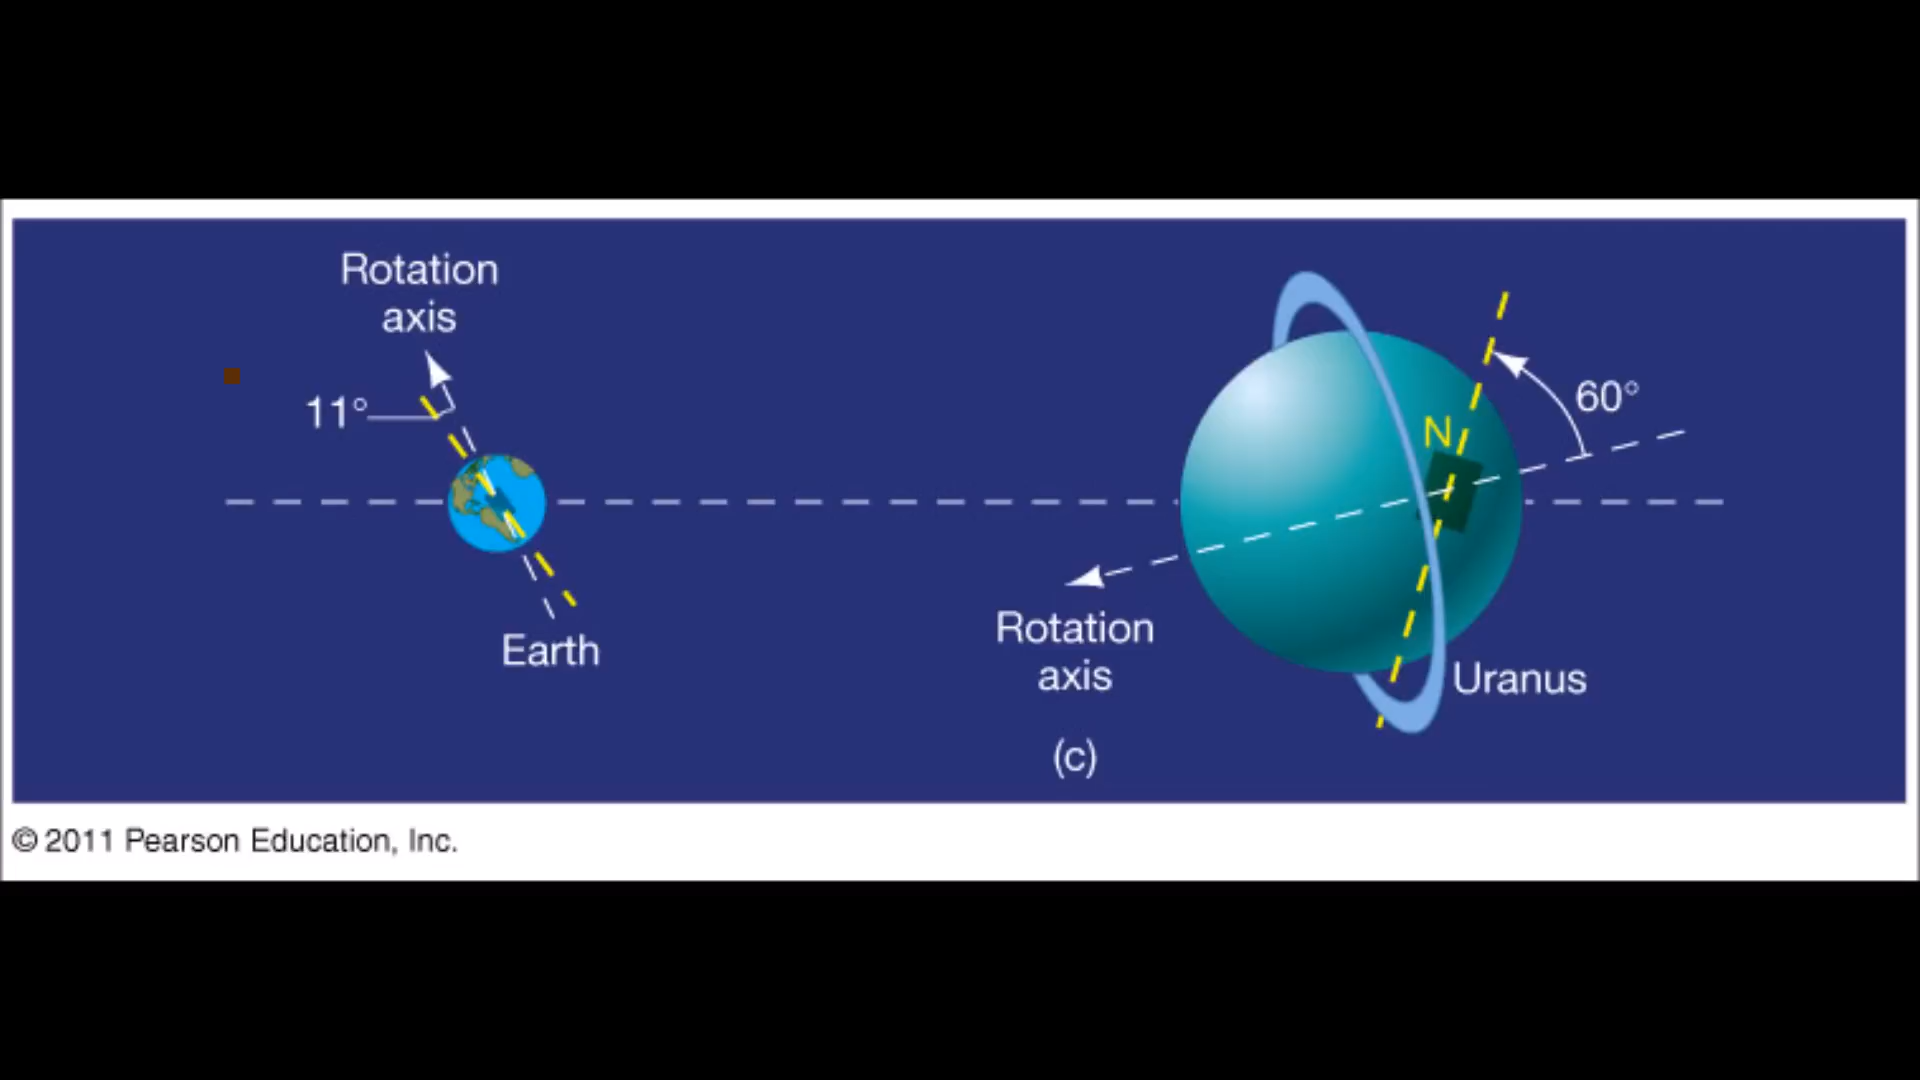 Rotation
axis
11°
Earth
Rotation
axis
N
60°
Uranus
(c)
© 2011 Pearson Education, Inc.